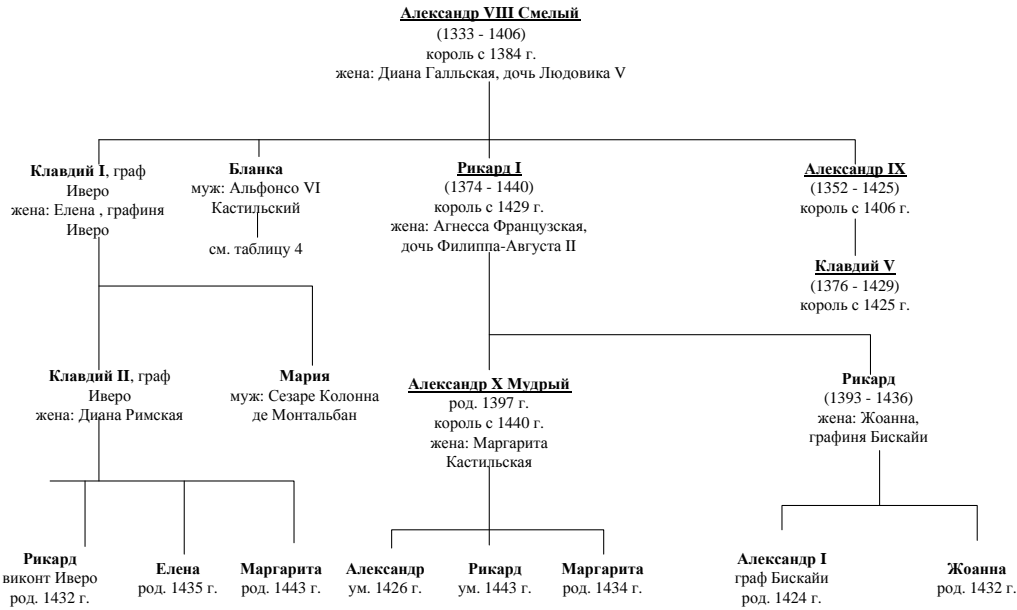 Александр VIII Смелый
(1333 - 1406)
король с 1384 г.
жена: Диана Галльская, дочь Людовика V
Клавдий I, граф
Иверо
жена: Елена , графиня
Иверо
Бланка
муж: Альфонсо VI
Кастильский
см. таблицу 4
Рикард I
(1374 - 1440)
король с 1429 г.
жена: Агнесса Французская,
дочь Филиппа-Августа II
Александр IX
(1352 - 1425)
король с 1406 г.
Клавдий V
(1376 - 1429)
король с 1425 г.
Клавдий II, граф
Иверо
жена: Диана Римская
Мария
муж: Сезаре Колонна
де Монтальбан
Александр X Мудрый
род. 1397 г.
король с 1440 г.
жена: Маргарита
Кастильская
Рикард
(1393 - 1436)
жена: Жоанна,
графиня Бискайи
Рикард
виконт Иверо
род. 1432 г.
Елена
род. 1435 г.
Маргарита
род. 1443 г.
Александр
ум. 1426 г.
Рикард
ум. 1443 г.
Маргарита
род. 1434 г.
Александр I
граф Бискайи
род. 1424 г.
Жоанна
род. 1432 г.